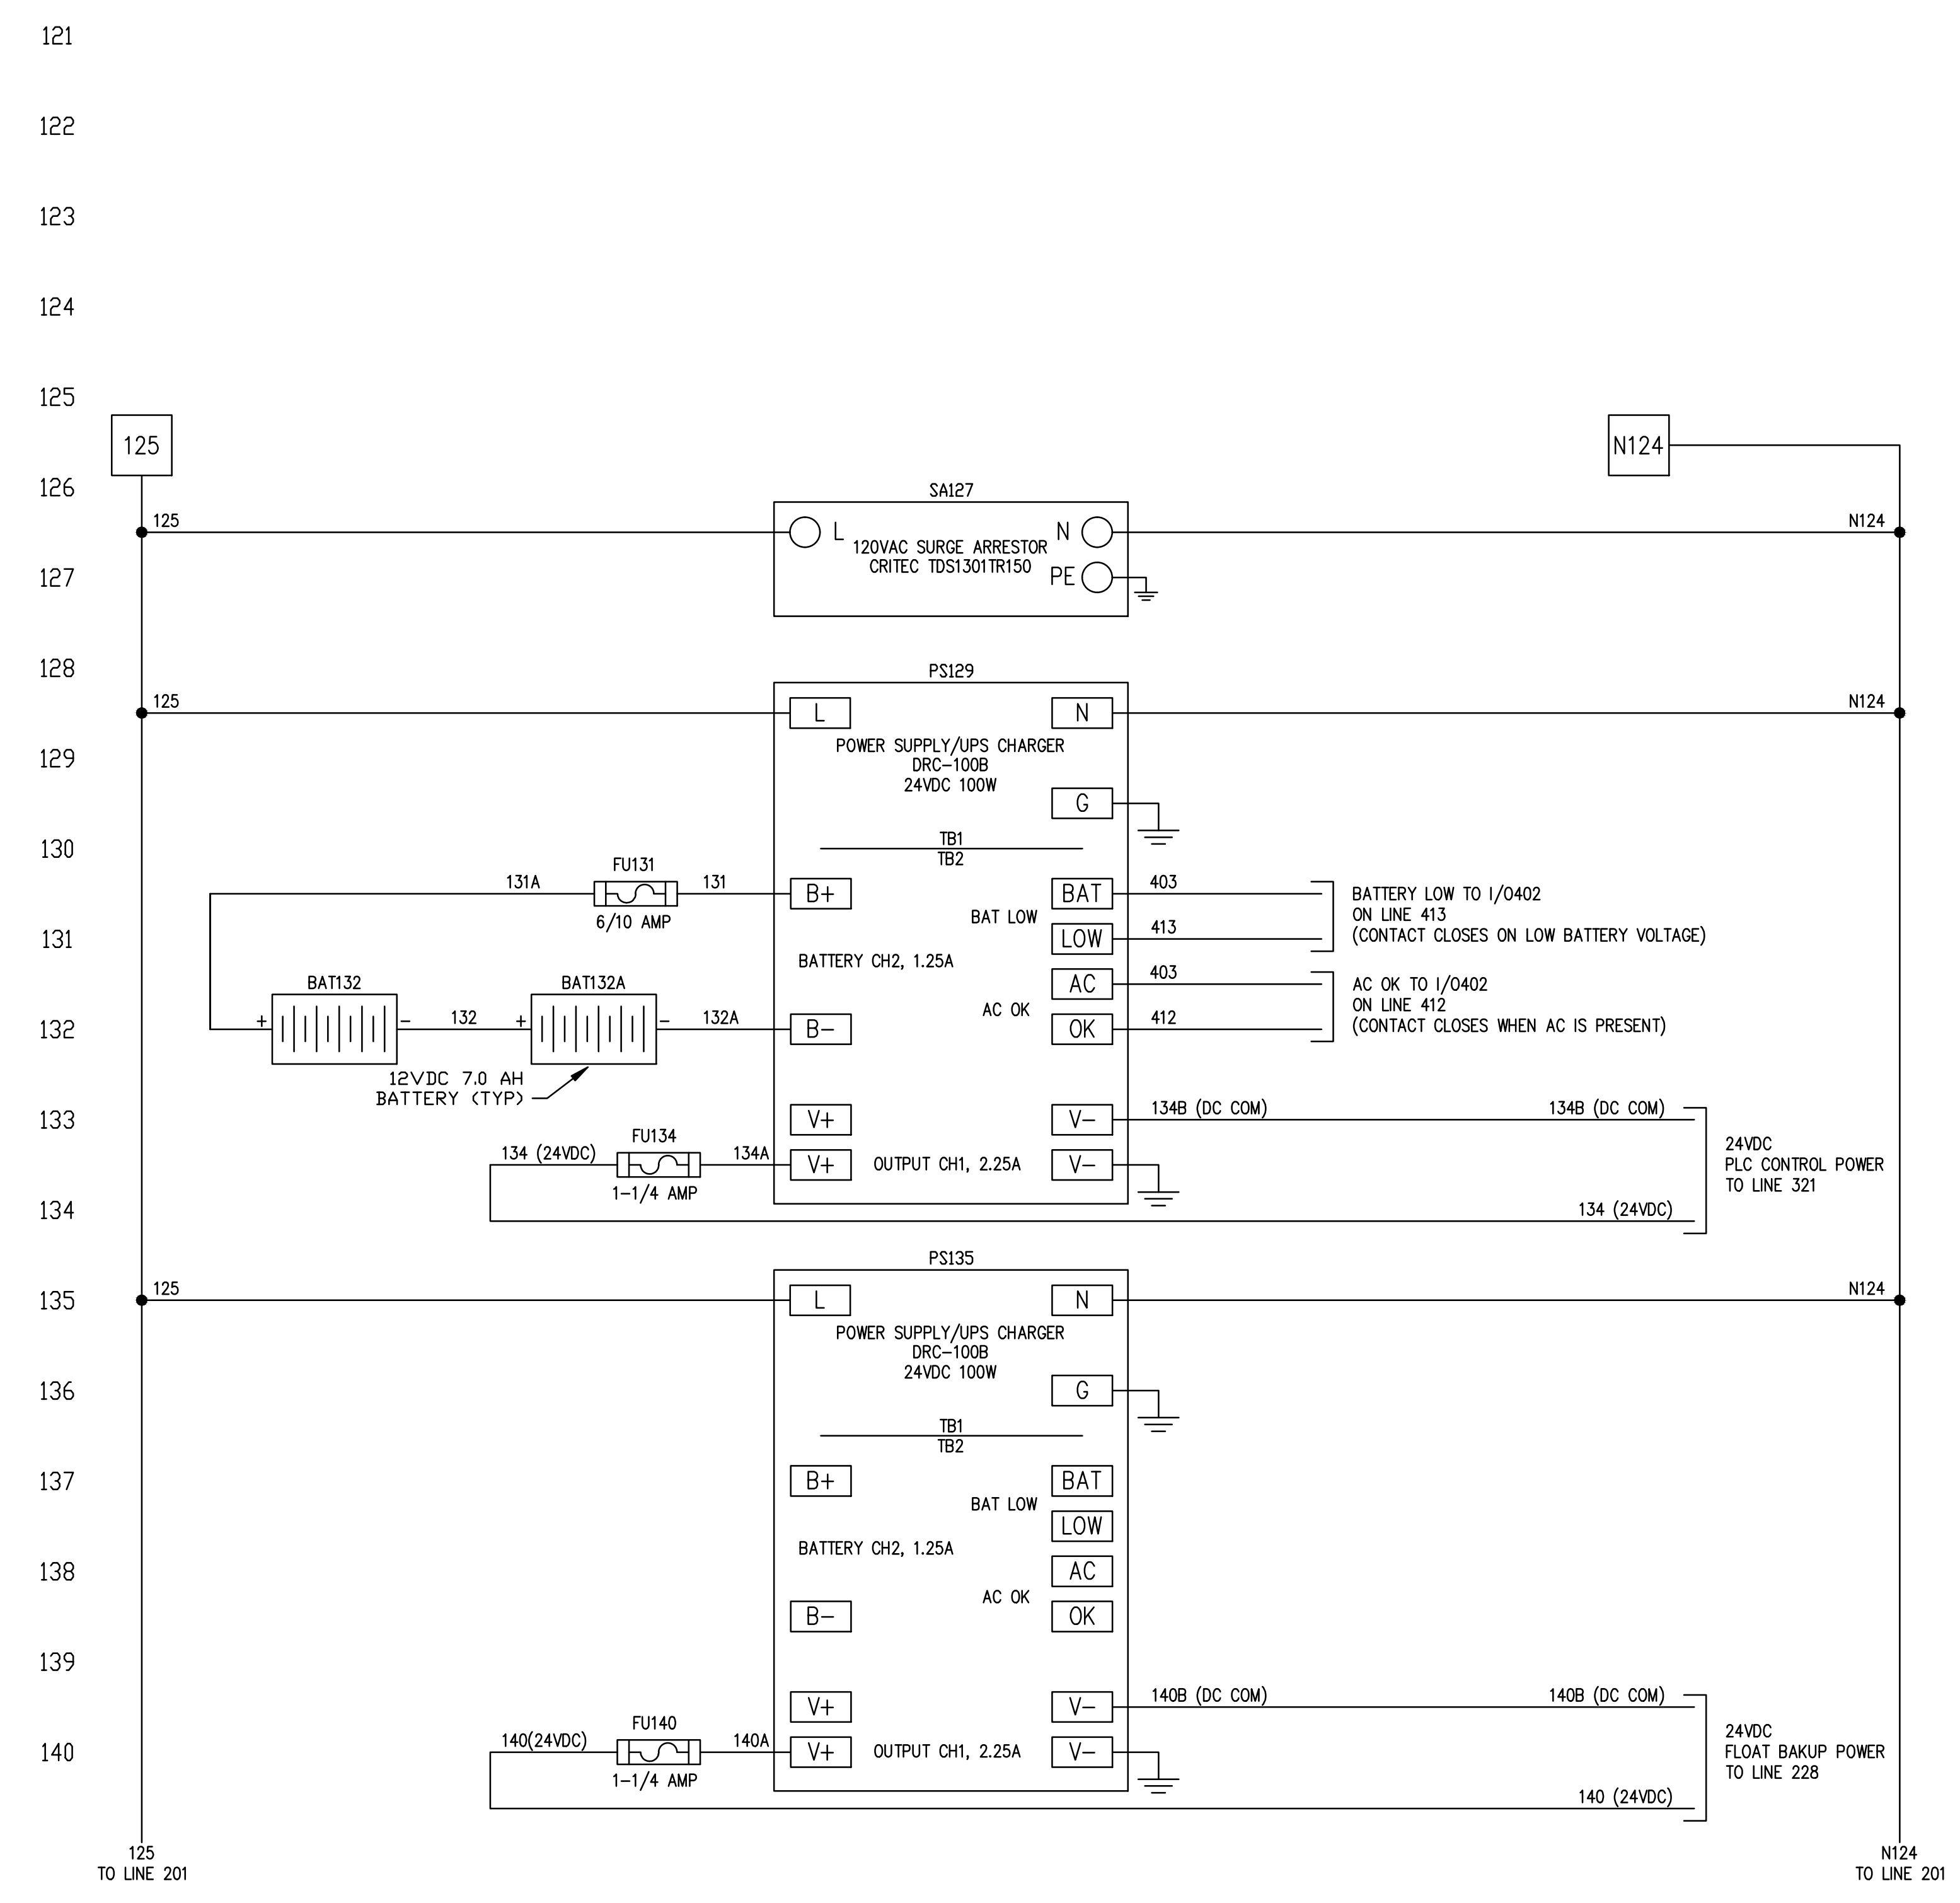 121
122
123
124
125
125
N124
126
SA127
125
N124
L
N
120VAC SURGE ARRESTOR
CRITEC TDS1301TR150
127
PE
128
PS129
125
N124
L
N
POWER SUPPLY/UPS CHARGER
DRC-100B
24VDC 100W
129
G
130
TB1
TB2
FU131
131A
131
6/10 AMP
B+
BAT
403
BAT LOW
BATTERY LOW TO I/O402
ON LINE 413
(CONTACT CLOSES ON LOW BATTERY VOLTAGE)
131
LOW
413
BATTERY CH2, 1.25A
AC
403
AC OK
AC OK TO I/O402
ON LINE 412
(CONTACT CLOSES WHEN AC IS PRESENT)
BAT132
BAT132A
132
+
-
132
+
-
132A
B-
OK
412
12VDC 7.0 AH
BATTERY (TYP)
133
V+
V-
134B (DC COM)
134B (DC COM)
FU134
134 (24VDC)
134A
1-1/4 AMP
V+
OUTPUT CH1, 2.25A
V-
24VDC
PLC CONTROL POWER
TO LINE 321
134
134 (24VDC)
PS135
135
125
N124
L
N
POWER SUPPLY/UPS CHARGER
DRC-100B
24VDC 100W
136
G
TB1
TB2
137
B+
BAT
BAT LOW
LOW
BATTERY CH2, 1.25A
138
AC
AC OK
B-
OK
139
V+
V-
140B (DC COM)
140B (DC COM)
FU140
140(24VDC)
140A
1-1/4 AMP
140
V+
OUTPUT CH1, 2.25A
V-
24VDC
FLOAT BAKUP POWER
TO LINE 228
140 (24VDC)
125
TO LINE 201
N124
TO LINE 201